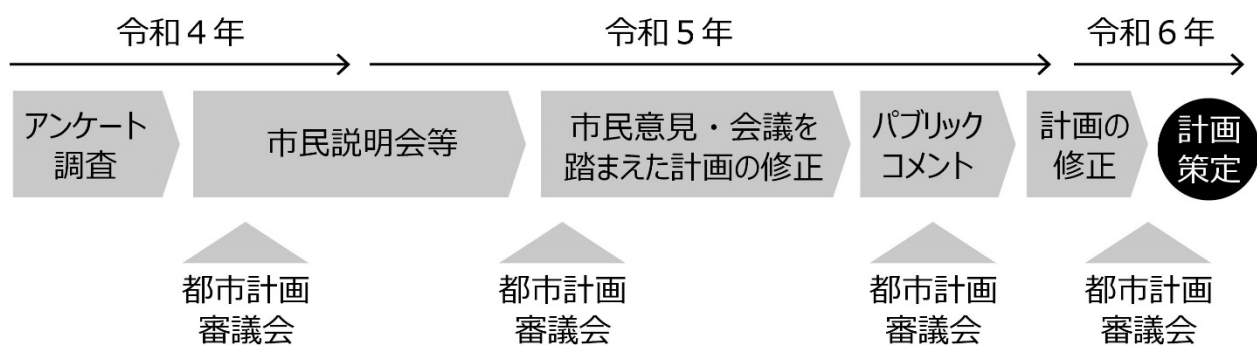 令和４年
令和５年
令和６年
アンケート
調査
市民説明会等
市民意見・会議を
踏まえた計画の修正
パブリック
コメント
計画の
修正
計画
策定
都市計画
審議会
都市計画
審議会
都市計画
審議会
都市計画
審議会